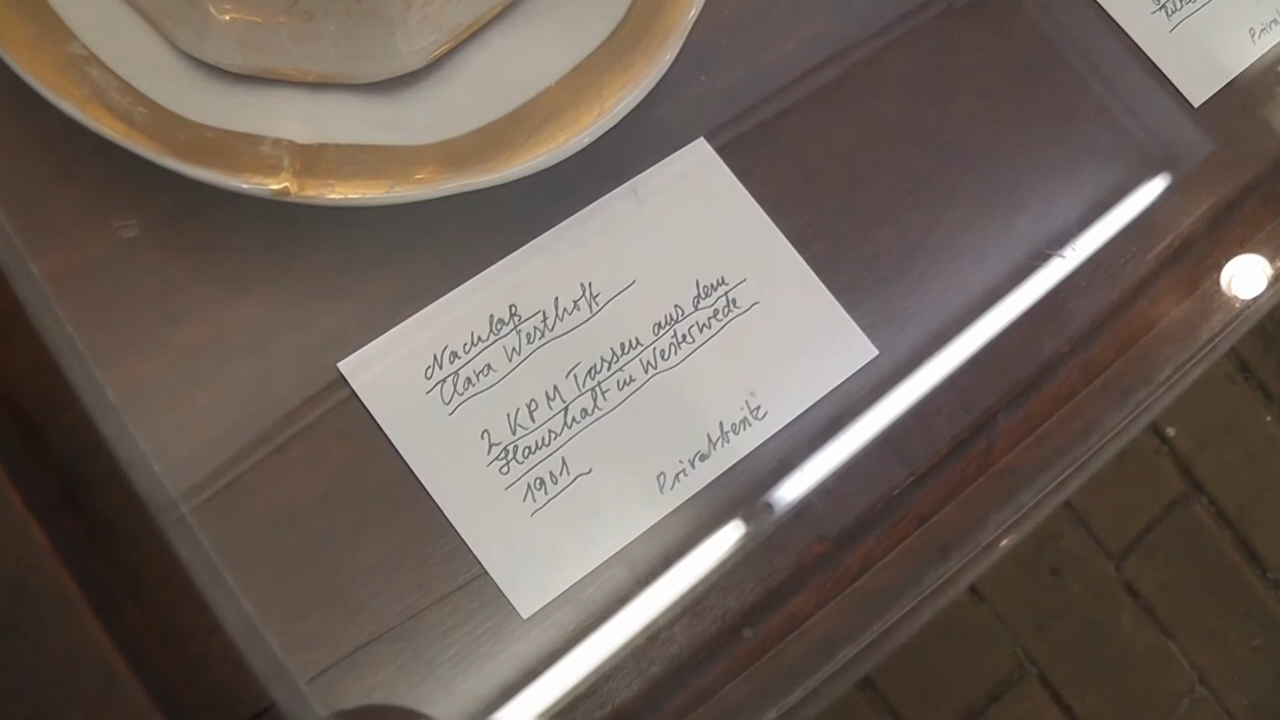 Nachlaß
Clara Westhoff
2 KPM Tassen aus dem
Haushalt in Westerwede
1901
Privatbesitz